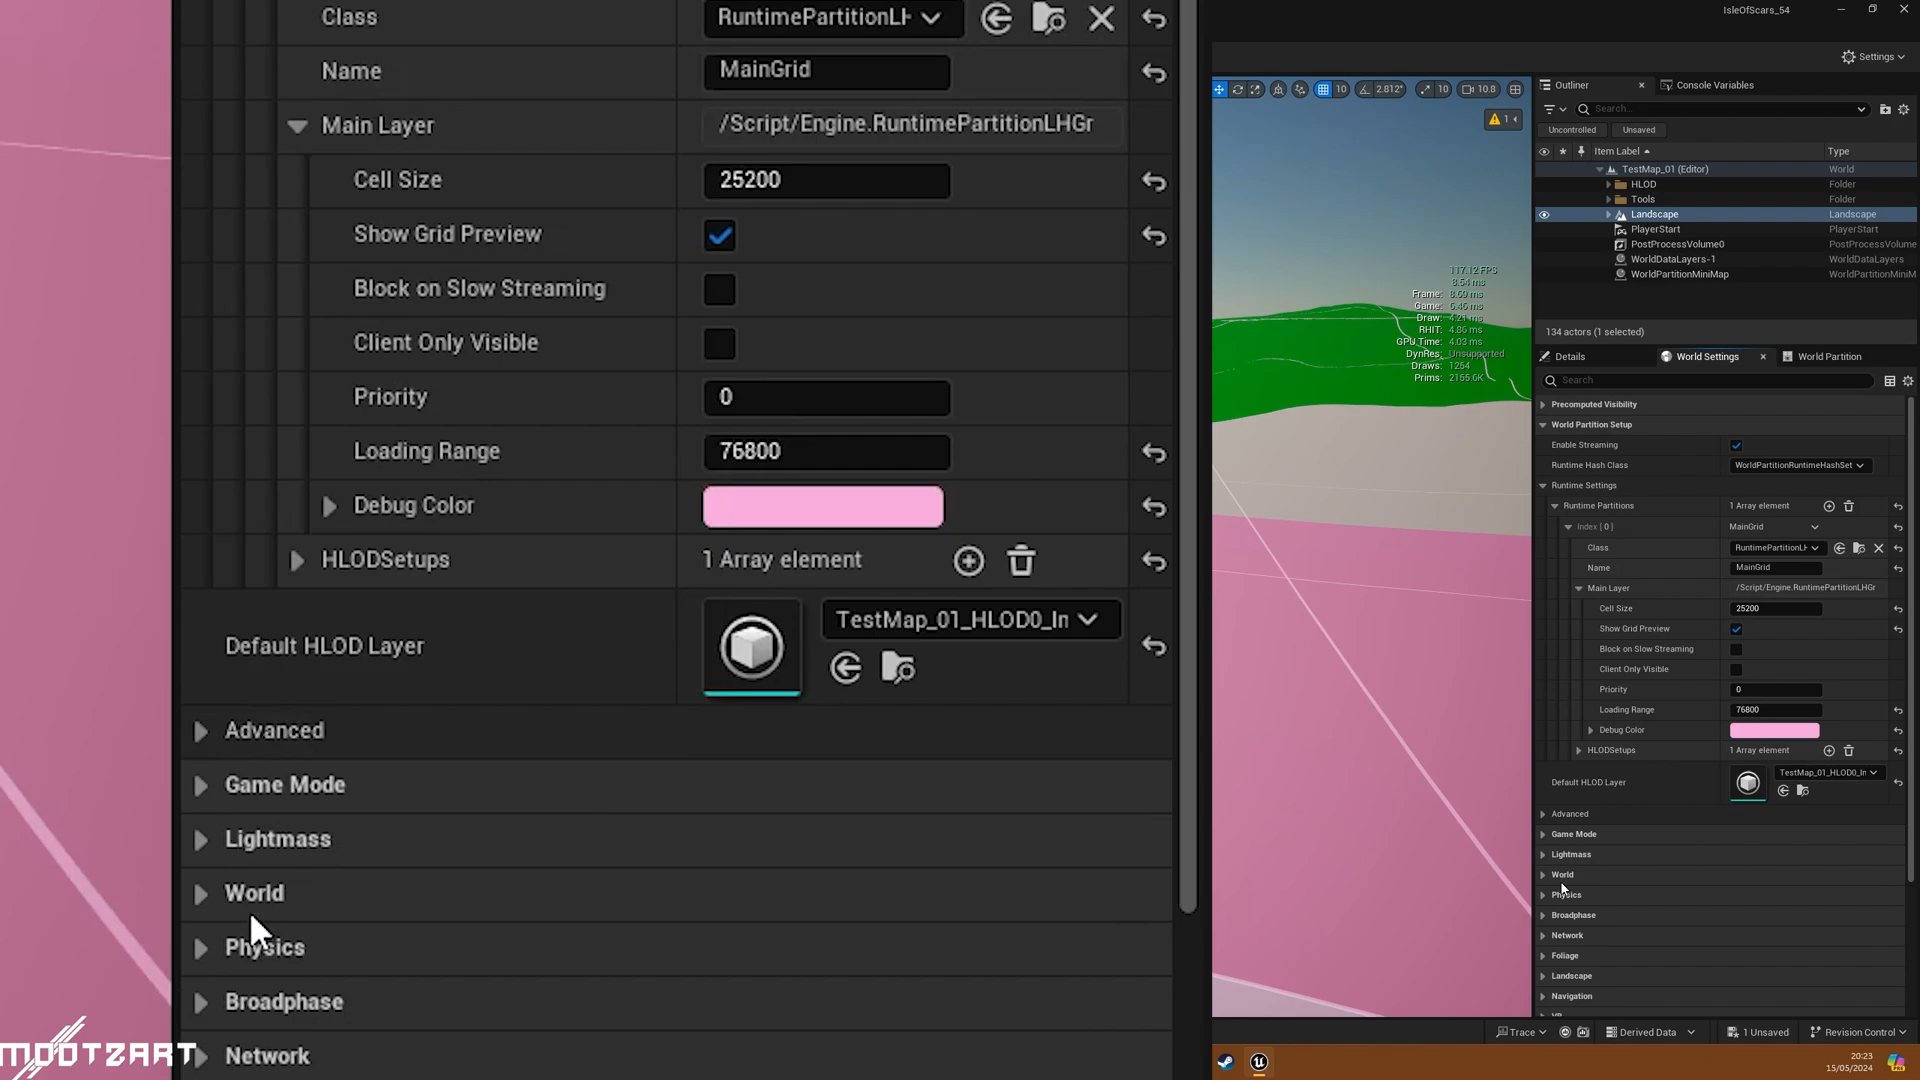 Class
RuntimePartitionLH
Name
MainGrid
Main Layer
/Script/Engine.RuntimePartitionLHGr
Cell Size
25200
Show Grid Preview
Block on Slow Streaming
Client Only Visible
Priority
0
Loading Range
76800
Debug Color
HLODSetups
1 Array element
Default HLOD Layer
TestMap_01_HLOD0_In
Advanced
Game Mode
Lightmass
World
Physics
Broadphase
Network
MOOTZART
IsleOfScars_54
Settings
10
2.812°
10
10.8
1
117.12 FPS
8.54 ms
Frame: 8.69 ms
Game: 6.46 ms
Draw: 4.21 ms
RHIT: 4.86 ms
GPU Time: 4.03 ms
DynRes: Unsupported
Draws: 1254
Prims: 2155.6K
Outliner
Console Variables
Search...
Uncontrolled
Unsaved
Item Label
Type
TestMap_01 (Editor)
World
HLOD
Folder
Tools
Folder
Landscape
Landscape
PlayerStart
PlayerStart
PostProcessVolume0
PostProcessVolume
WorldDataLayers-1
WorldDataLayers
WorldPartitionMiniMap
WorldPartitionMiniM
134 actors (1 selected)
Details
World Settings
World Partition
Search
Precomputed Visibility
World Partition Setup
Enable Streaming
Runtime Hash Class
WorldPartitionRuntimeHashSet
Runtime Settings
Runtime Partitions
1 Array element
Index [ 0 ]
MainGrid
Class
RuntimePartitionLH
Name
MainGrid
Main Layer
/Script/Engine.RuntimePartitionLHGr
Cell Size
25200
Show Grid Preview
Block on Slow Streaming
Client Only Visible
Priority
0
Loading Range
76800
Debug Color
HLODSetups
1 Array element
Default HLOD Layer
TestMap_01_HLOD0_In
Advanced
Game Mode
Lightmass
World
Physics
Broadphase
Network
Foliage
Landscape
Navigation
VR
Trace
Derived Data
1 Unsaved
Revision Control
20:23
15/05/2024